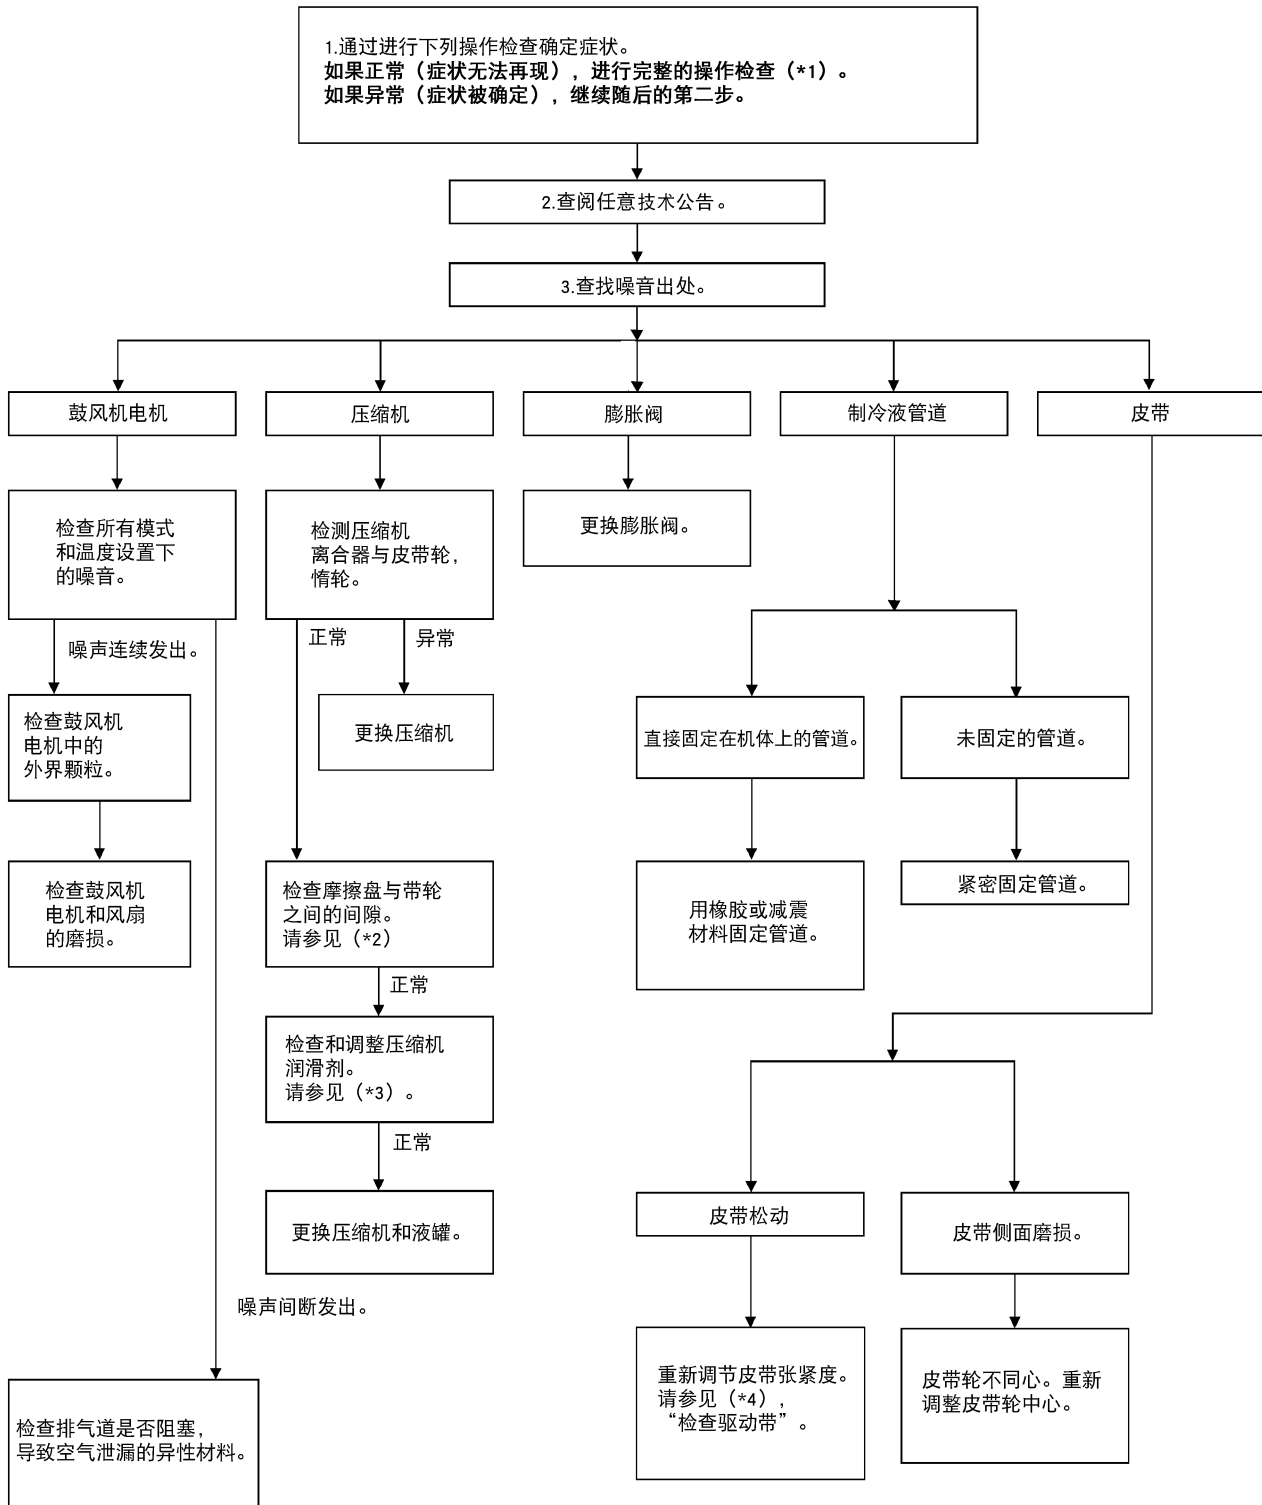 1.通过进行下列操作检查确定症状。
如果正常（症状无法再现），进行完整的操作检查（*1）。
如果异常（症状被确定），继续随后的第二步。
2.查阅任意技术公告。
3.查找噪音出处。
鼓风机电机
压缩机
膨胀阀
制冷液管道
皮带
检查所有模式
和温度设置下
的噪音。
检测压缩机
离合器与皮带轮，
惰轮。
更换膨胀阀。
噪声连续发出。
正常
异常
检查鼓风机
电机中的
外界颗粒。
更换压缩机
直接固定在机体上的管道。
未固定的管道。
检查鼓风机
电机和风扇
的磨损。
检查摩擦盘与带轮
之间的间隙。
请参见（*2）
用橡胶或减震
材料固定管道。
紧密固定管道。
正常
检查和调整压缩机
润滑剂。
请参见（*3）。
正常
更换压缩机和液罐。
皮带松动
皮带侧面磨损。
噪声间断发出。
重新调节皮带张紧度。
请参见（*4），
“检查驱动带”。
皮带轮不同心。重新
调整皮带轮中心。
检查排气道是否阻塞，
导致空气泄漏的异性材料。